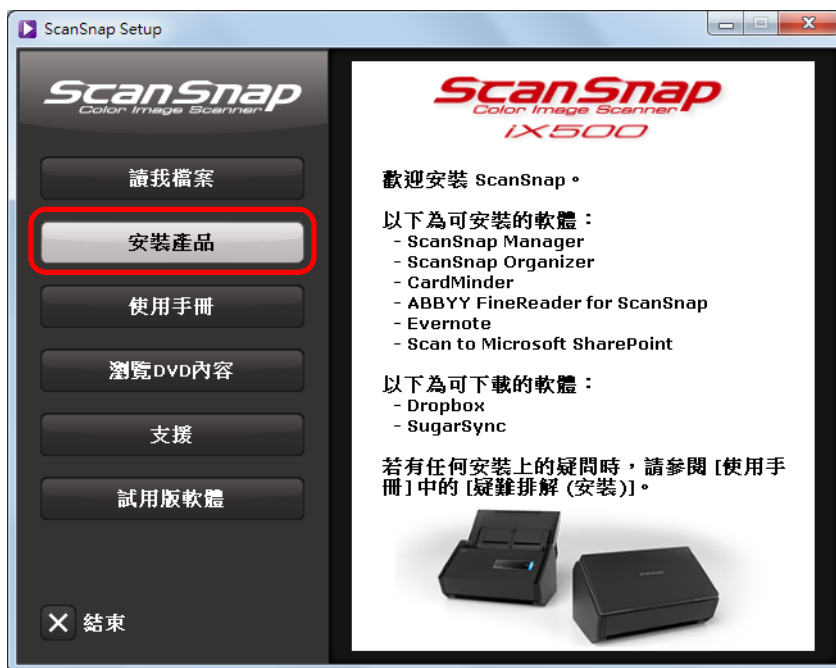 ScanSnap Setup
ScanSnap
Color Image Scanner
讀我檔案
安裝產品
使用手冊
瀏覽DVD內容
支援
試用版軟體
結束
ScanSnap
Color Image Scanner
iX500
歡迎安裝 ScanSnap。
以下為可安裝的軟體：
- ScanSnap Manager
- ScanSnap Organizer
- CardMinder
- ABBYY FineReader for ScanSnap
- Evernote
- Scan to Microsoft SharePoint
以下為可下載的軟體：
- Dropbox
- SugarSync
若有任何安裝上的疑問時，請參閱 [使用手
冊] 中的 [疑難排解 (安裝)]。